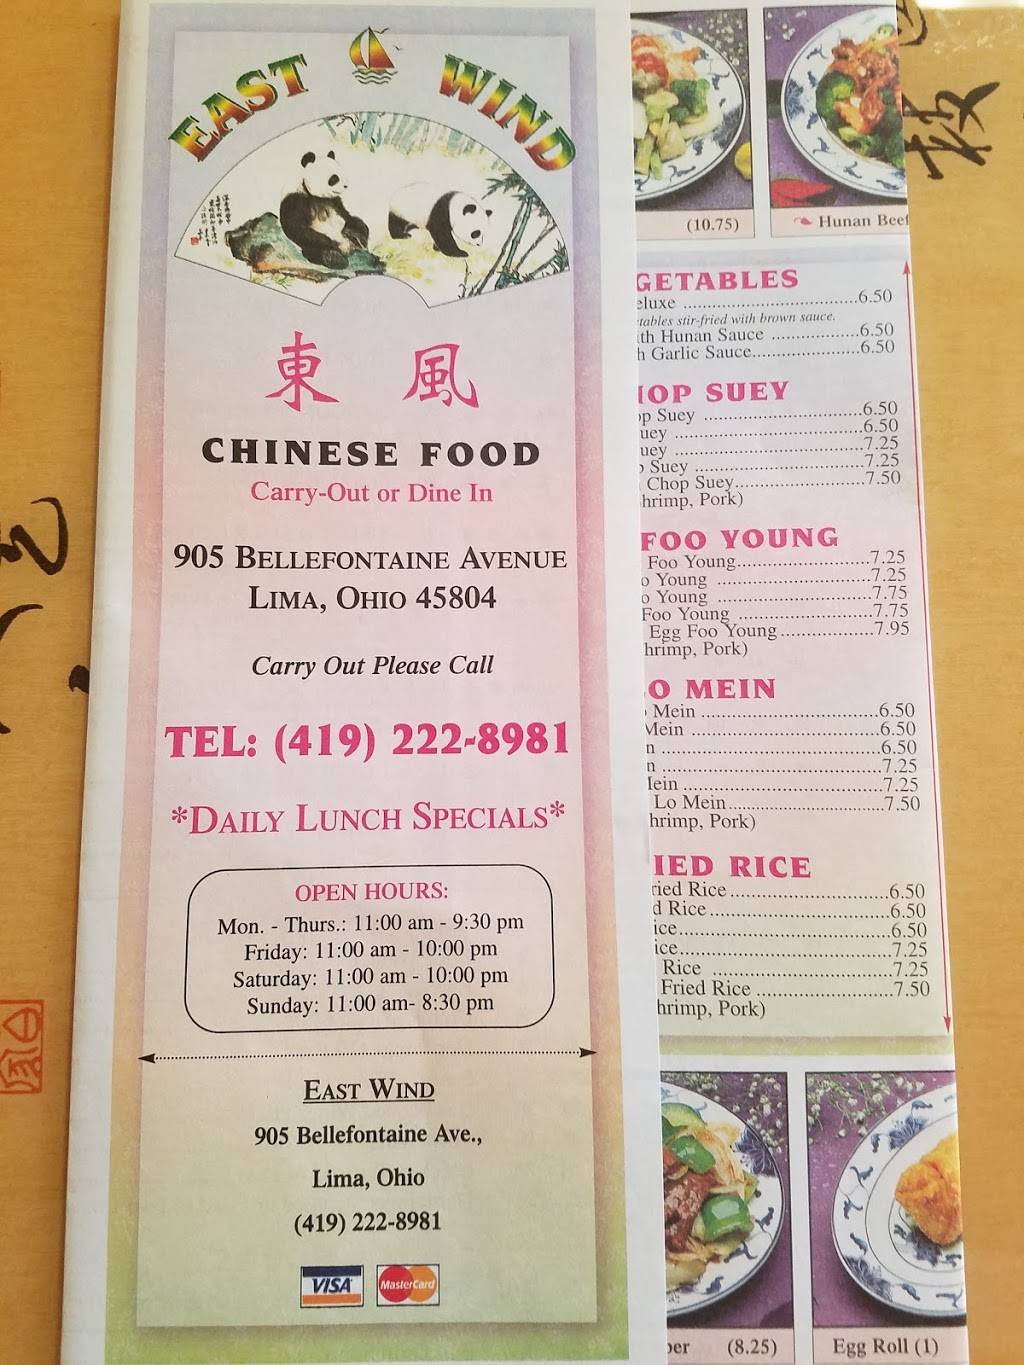 EAST WIND
東 風
CHINESE FOOD
Carry-Out or Dine In
905 BELLEFONTAINE AVENUE
LIMA, OHIO 45804
Carry Out Please Call
TEL: (419) 222-8981
*DAILY LUNCH SPECIALS*
OPEN HOURS:
Mon. - Thurs.: 11:00 am - 9:30 pm
Friday: 11:00 am - 10:00 pm
Saturday: 11:00 am - 10:00 pm
Sunday: 11:00 am- 8:30 pm
EAST WIND
905 Bellefontaine Ave.,
Lima, Ohio
(419) 222-8981
VISA MasterCard
(10.75) Hunan Beef
GETABLES
eluxe ....................................6.50
tables stir-fried with brown sauce.
ith Hunan Sauce ..................6.50
h Garlic Sauce......................6.50
HOP SUEY
op Suey ................................6.50
uey ......................................6.50
uey ......................................7.25
p Suey ..................................7.25
Chop Suey..........................7.50
hrimp, Pork)
FOO YOUNG
Foo Young...........................7.25
o Young ...............................7.25
o Young ...............................7.75
Foo Young ...........................7.75
Egg Foo Young...................7.95
hrimp, Pork)
LO MEIN
Mein ....................................6.50
Mein ......................................6.50
n .............................................6.50
n ............................................7.25
Mein ......................................7.25
Lo Mein................................7.50
hrimp, Pork)
IED RICE
ried Rice................................6.50
d Rice....................................6.50
ice..........................................6.50
ice..........................................7.25
Rice .....................................7.25
Fried Rice ............................7.50
hrimp, Pork)
per (8.25) Egg Roll (1)